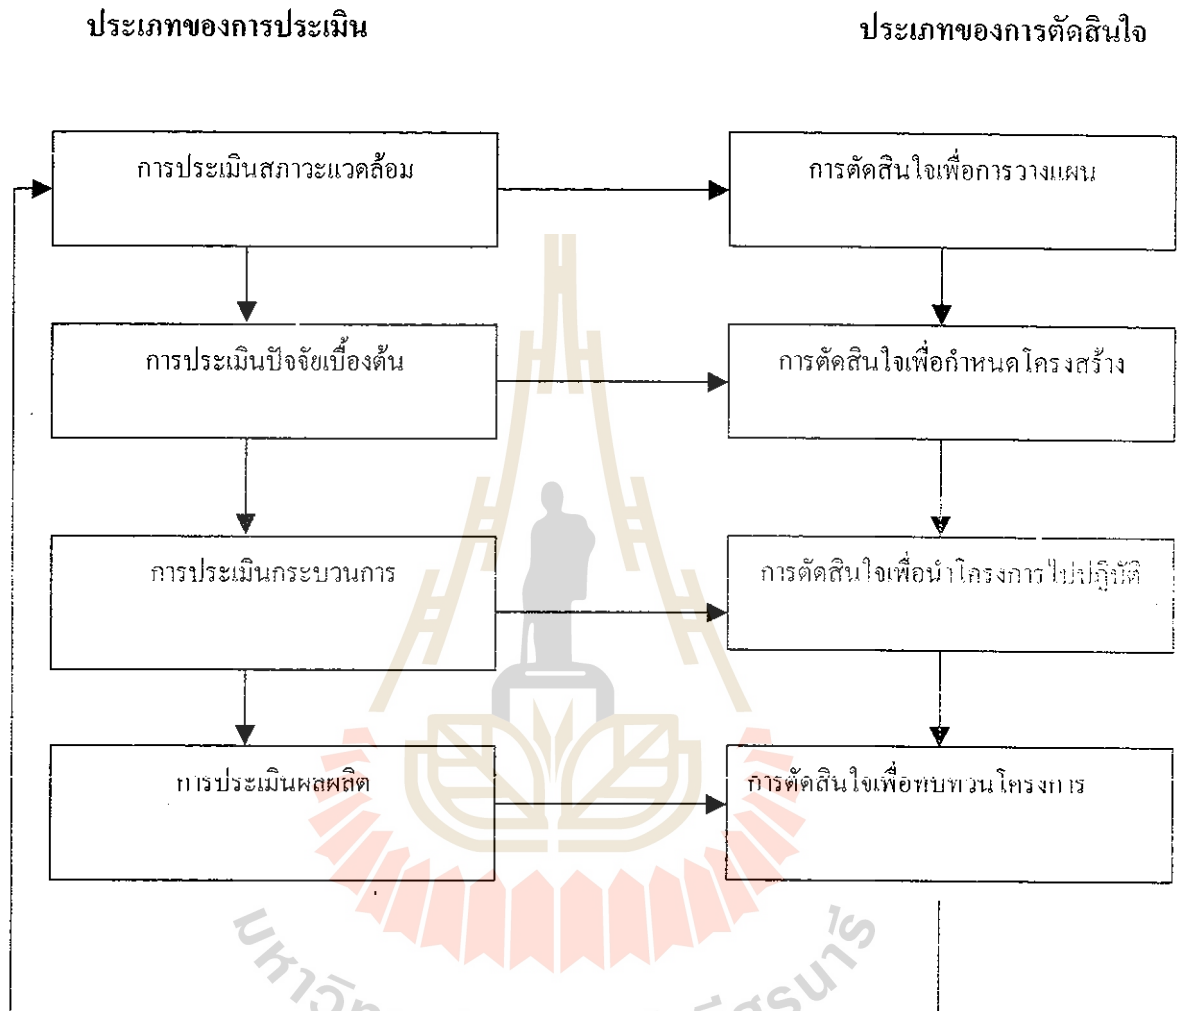 ประเภทของการประเมิน
ประเภทของการตัดสินใจ
การประเมินสภาวะแวดล้อม
การตัดสินใจเพื่อการวางแผน
การประเมินปัจจัยเบื้องต้น
การตัดสินใจเพื่อกำหนดโครงสร้าง
การประเมินกระบวนการ
การตัดสินใจเพื่อนำโครงการไปปฏิบัติ
การประเมินผลผลิต
การตัดสินใจเพื่อทบทวนโครงการ